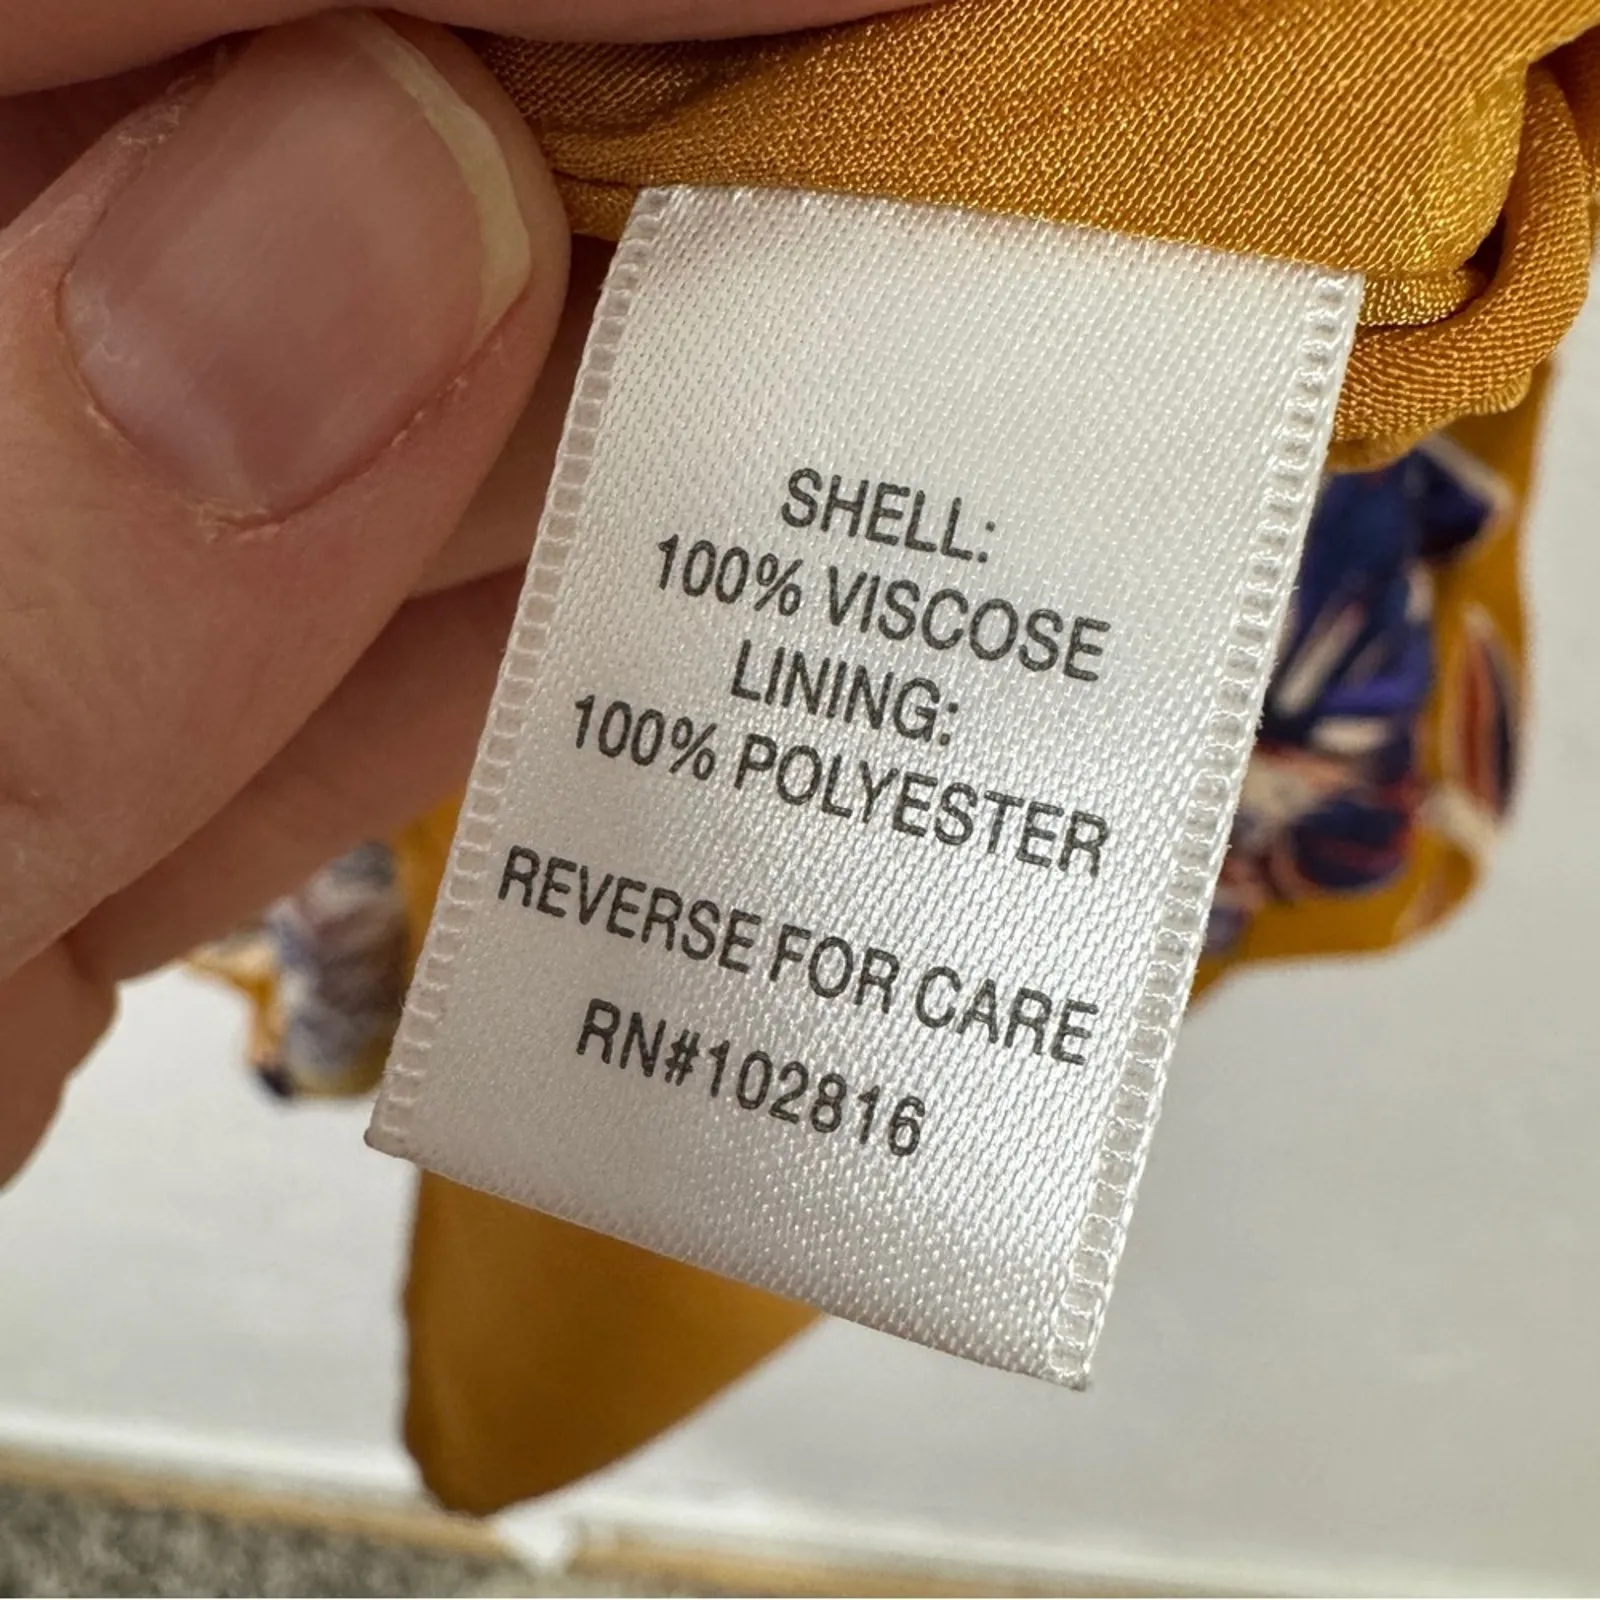 SHELL:
100% VISCOSE
LINING:
100% POLYESTER
REVERSE FOR CARE
RN#102816